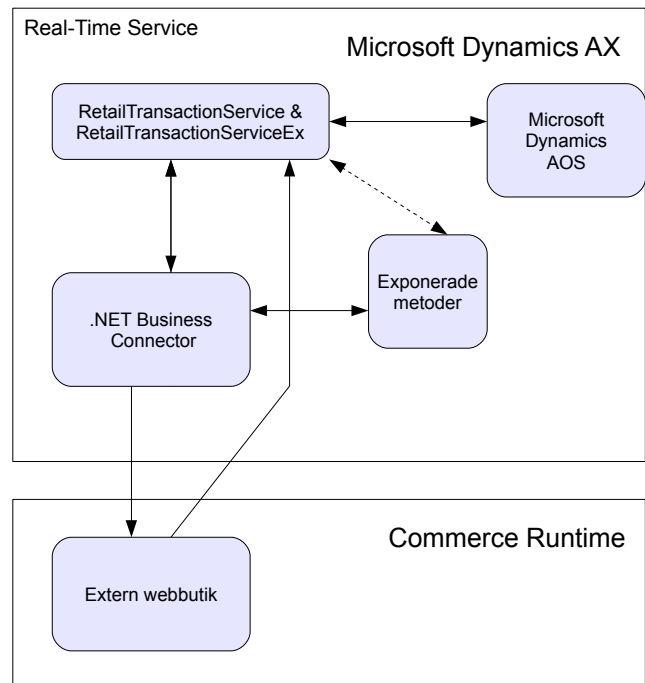 Real-Time Service
Microsoft Dynamics AX
RetailTransactionService &
RetailTransactionServiceEx
Microsoft
Dynamics
AOS
Exponerade
metoder
.NET Business
Connector
Commerce Runtime
Extern webbutik